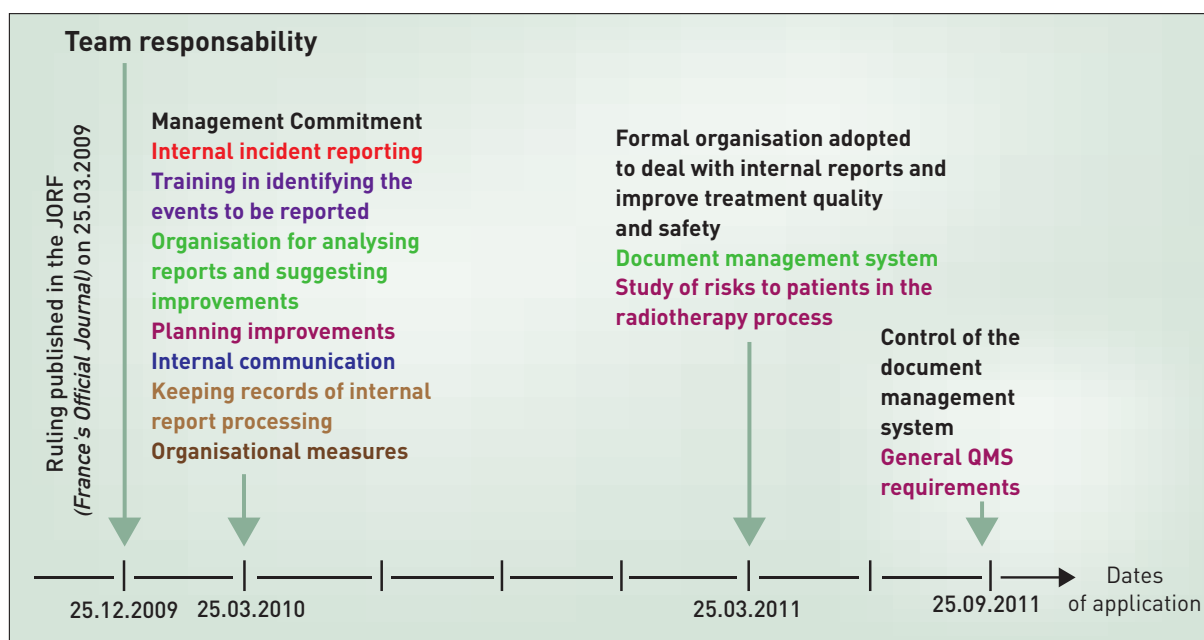 Team responsability
Ruling published in the JORF
(France's Official Journal) on 25.03.2009
Management Commitment
Internal incident reporting
Training in identifying the
events to be reported
Organisation for analysing
reports and suggesting
improvements
Planning improvements
Internal communication
Keeping records of internal
report processing
Organisational measures
Formal organisation adopted
to deal with internal reports and
improve treatment quality
and safety
Document management system
Study of risks to patients in the
radiotherapy process
Control of the
document
management
system
General QMS
requirements
25.12.2009
25.03.2010
25.03.2011
25.09.2011
Dates
of application